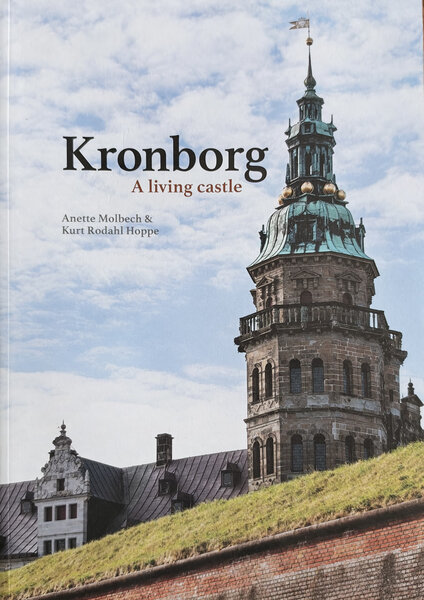 Kronborg
A living castle
Anette Molbech &
Kurt Rodahl Hoppe